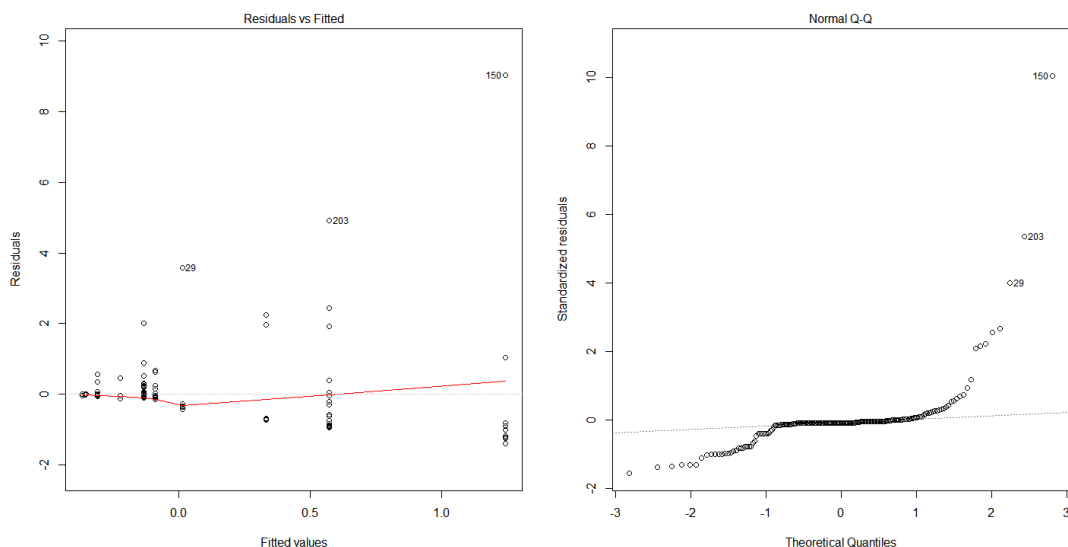 Residuals vs Fitted
Residuals
10
8
6
4
2
0
-2
150
203
29
0.0 0.5 1.0
Fitted values
Normal Q-Q
Standardized residuals
10
8
6
4
2
0
-2
150
203
29
-3 -2 -1 0 1 2 3
Theoretical Quantiles